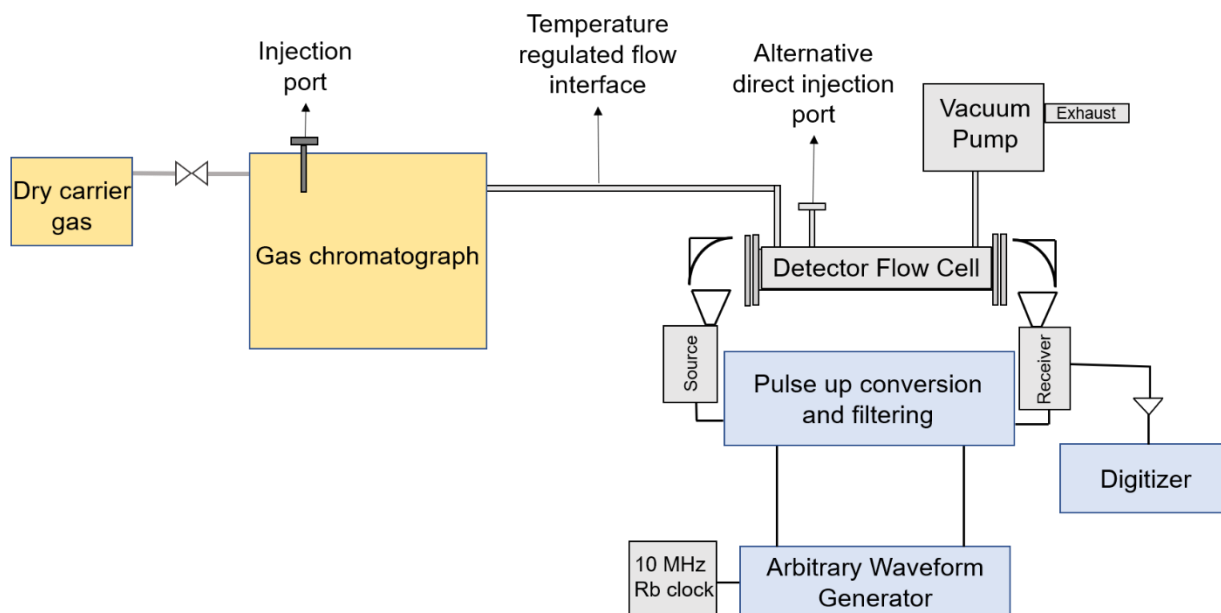 Injection
port
Temperature
regulated flow
interface
Alternative
direct injection
port
Vacuum
Pump
Exhaust
Dry carrier
gas
Gas chromatograph
Detector Flow Cell
Source
Pulse up conversion
and filtering
Receiver
Digitizer
10 MHz
Rb clock
Arbitrary Waveform
Generator